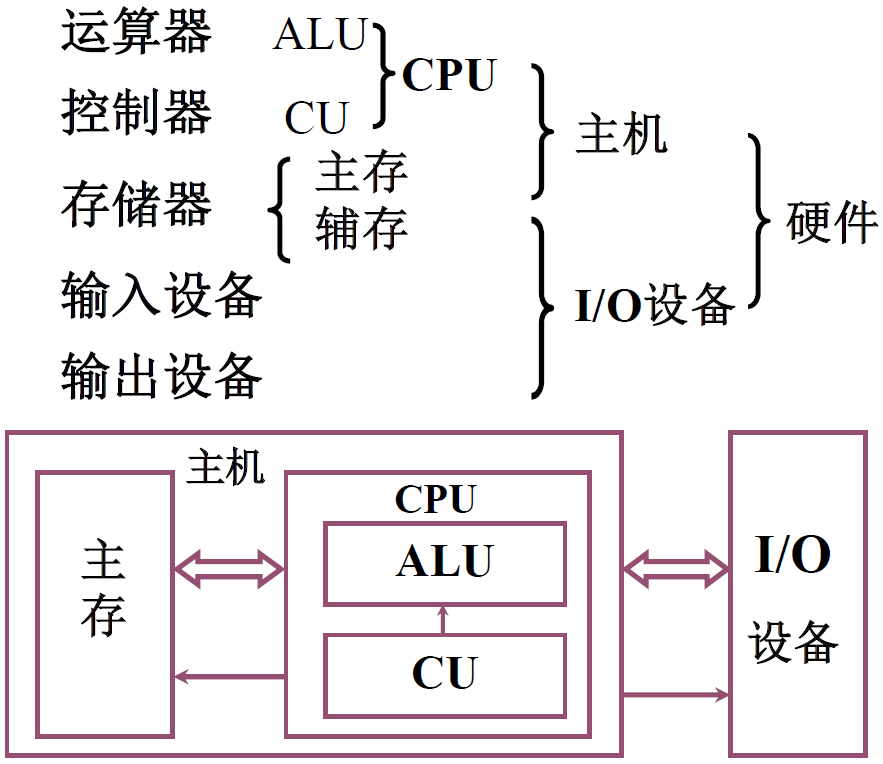 运算器 ALU
CPU
控制器 CU
主机
存储器 主存
辅存
硬件
输入设备
I/O设备
输出设备
主机
CPU
主存
ALU
CU
I/O
设备